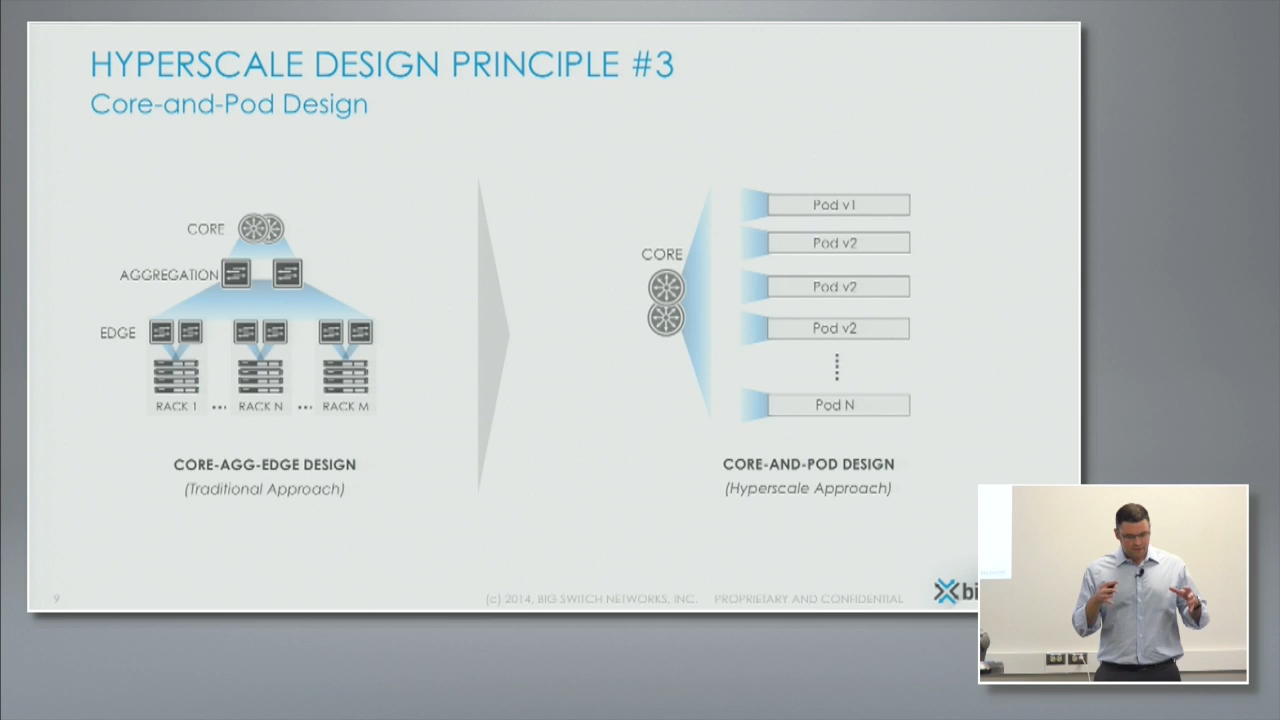 HYPERSCALE DESIGN PRINCIPLE #3
Core-and-Pod Design
CORE
AGGREGATION
EDGE
RACK 1 ... RACK N ... RACK M
CORE-AGG-EDGE DESIGN
(Traditional Approach)
CORE
Pod v1
Pod v2
Pod v2
Pod v2
Pod N
CORE-AND-POD DESIGN
(Hyperscale Approach)
9
(c) 2014, BIG SWITCH NETWORKS, INC. PROPRIETARY AND CONFIDENTIAL
bi